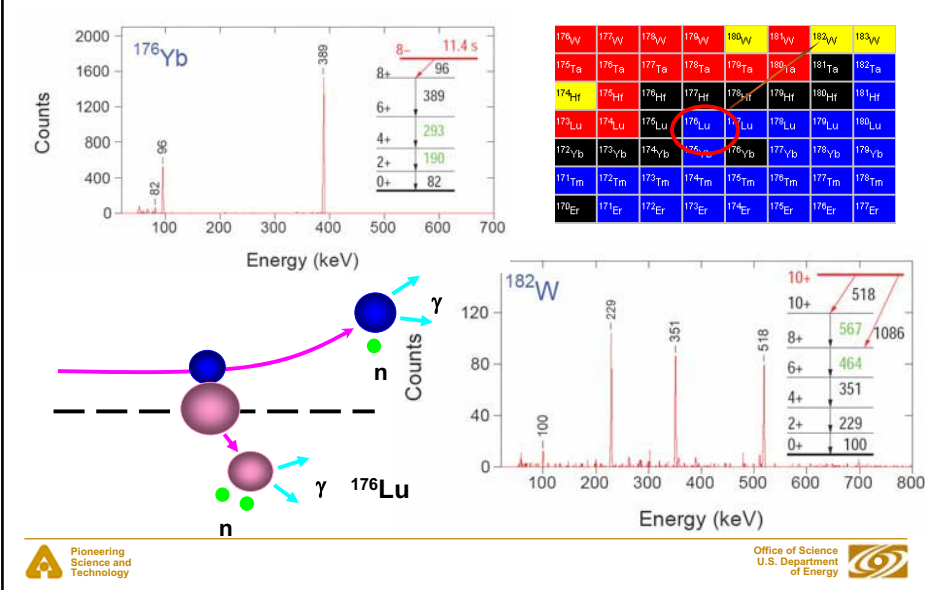 2000
1600
1200
800
400
0
Counts
176Yb
82
96
389
8–
11.4 s
8+
96
389
6+
293
4+
190
2+
82
0+
100
200
300
400
500
600
700
Energy (keV)
176W 177W 178W 179W 180W 181W 182W 183W
175Ta 176Ta 177Ta 178Ta 179Ta 180Ta 181Ta 182Ta
174Hf 175Hf 176Hf 177Hf 178Hf 179Hf 180Hf 181Hf
173Lu 174Lu 175Lu 176Lu 177Lu 178Lu 179Lu 180Lu
172Yb 173Yb 174Yb 175Yb 176Yb 177Yb 178Yb 179Yb
171Tm 172Tm 173Tm 174Tm 175Tm 176Tm 177Tm 178Tm
170Er 171Er 172Er 173Er 174Er 175Er 176Er 177Er
γ
n
γ
176Lu
n
120
80
40
0
Counts
182W
100
229
351
518
10+
10+
518
567
8+
1086
464
6+
351
4+
229
2+
100
0+
100
200
300
400
500
600
700
800
Energy (keV)
Pioneering
Science and
Technology
Office of Science
U.S. Department
of Energy